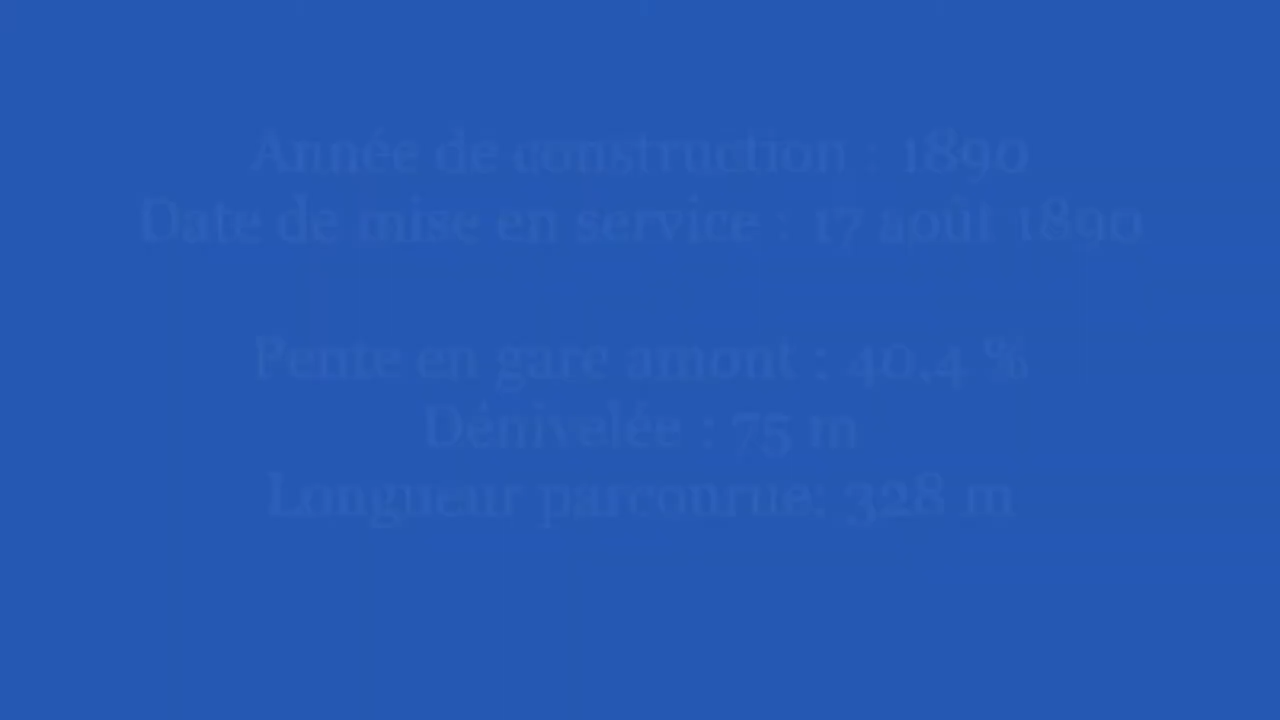 Année de construction : 1890
Date de mise en service : 17 août 1890
Pente en gare amont : 40,4 %
Dénivelée : 75 m
Longueur parcourue: 328 m